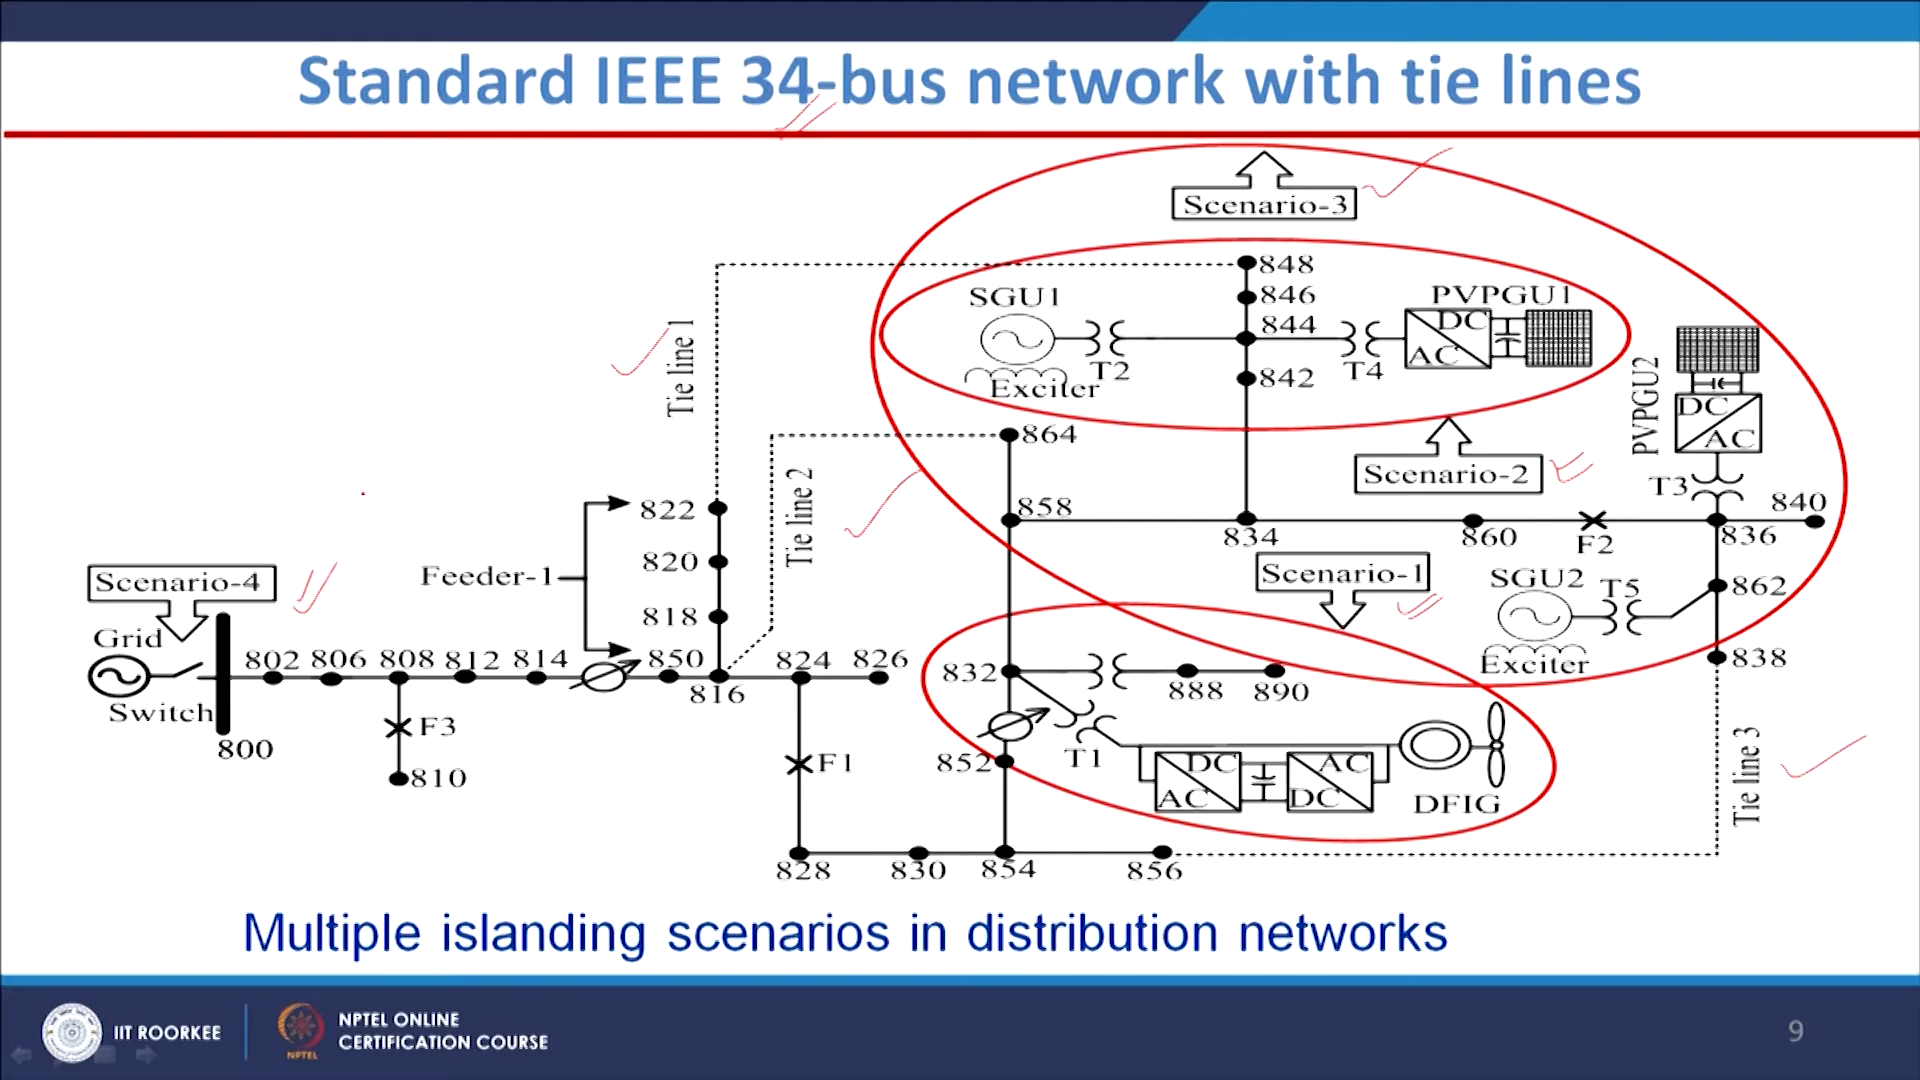 Standard IEEE 34-bus network with tie lines
Scenario-3
848
SGU1
846
PVPGU1
844
DC
AC
T2
T4
Exciter
842
Tie line 1
PVPGU2
DC
AC
864
Scenario-2
T3
Tie line 2
822
858
840
834
860
F2
836
820
Feeder-1
Scenario-4
Scenario-1
SGU2
T5
862
818
Grid
802 806 808 812 814
850
824
826
832
Exciter
838
816
888
890
Switch
F3
800
810
F1
852
T1
DC
AC
AC
DC
DFIG
Tie line 3
828
830
854
856
Multiple islanding scenarios in distribution networks
IIT ROORKEE
NPTEL
NPTEL ONLINE
CERTIFICATION COURSE
9